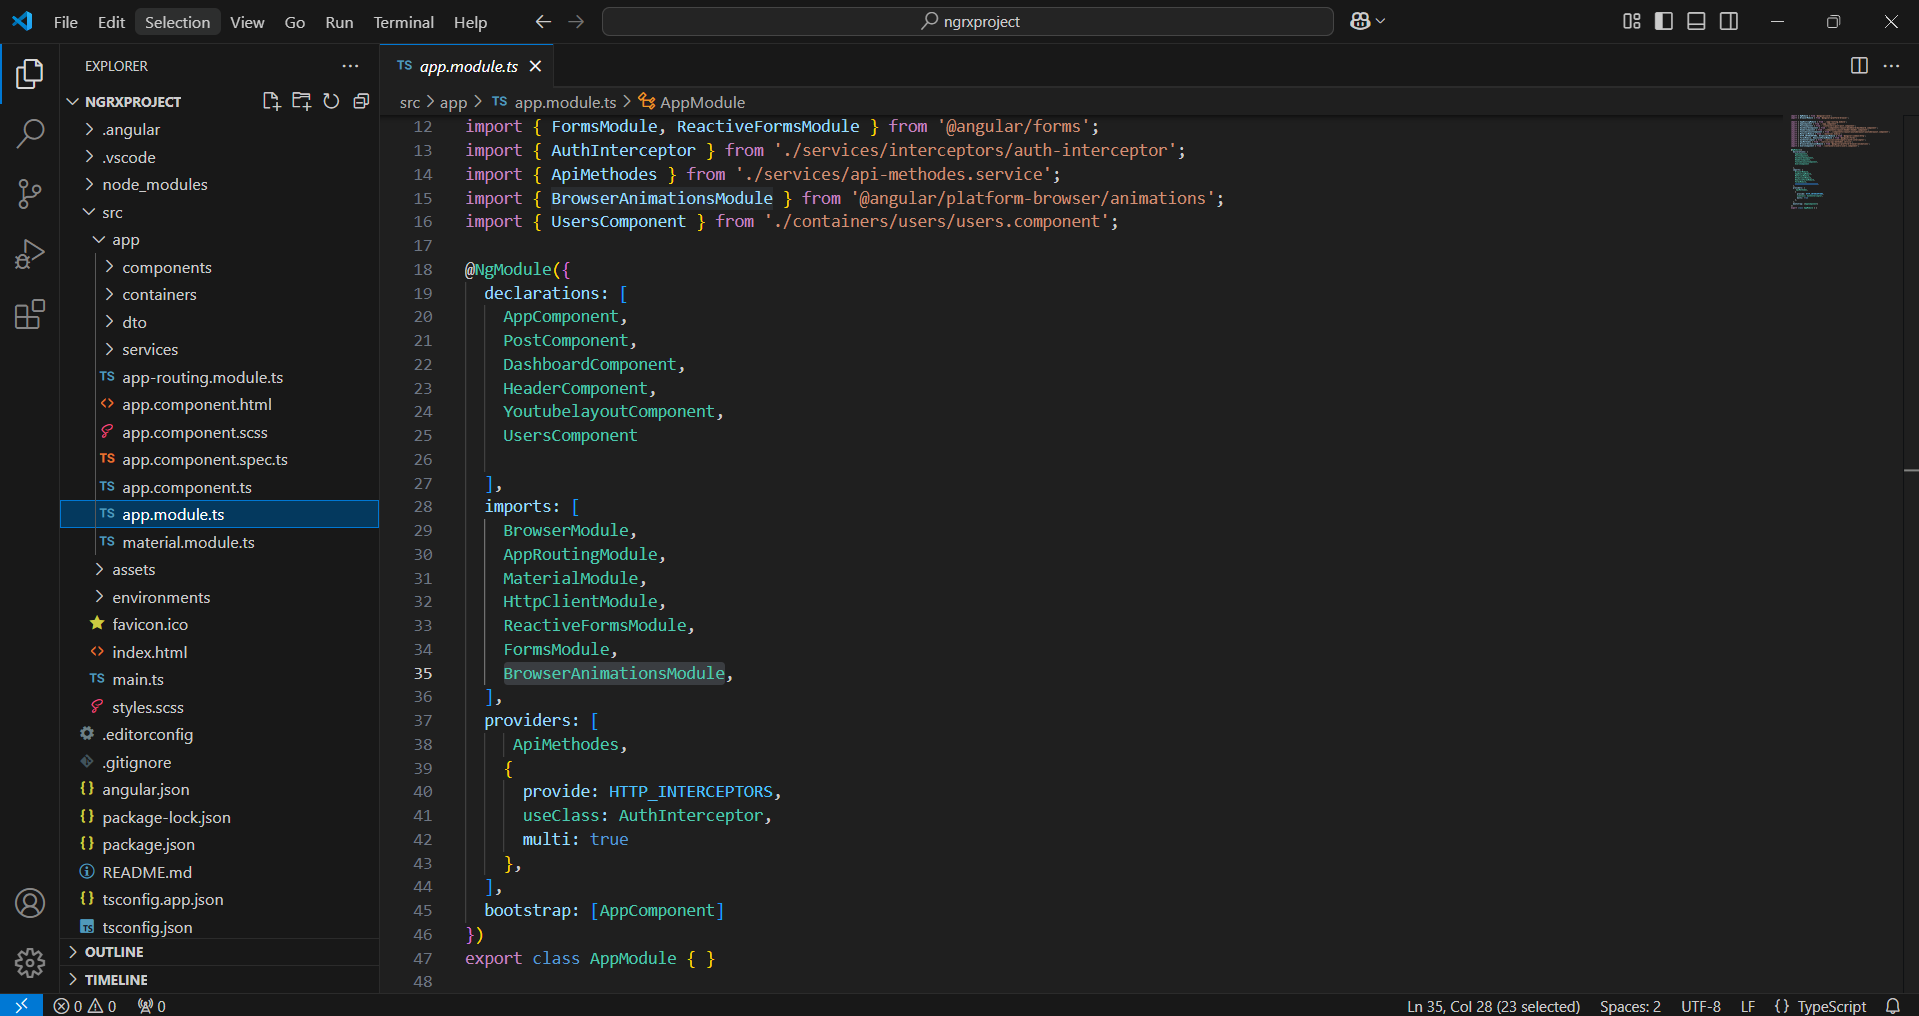 File Edit Selection View Go Run Terminal Help
ngrxproject
EXPLORER
NGRXPROJECT
.angular
.vscode
node_modules
src
app
components
containers
dto
services
TS app-routing.module.ts
<> app.component.html
app.component.scss
TS app.component.spec.ts
TS app.component.ts
TS app.module.ts
TS material.module.ts
assets
environments
favicon.ico
<> index.html
TS main.ts
styles.scss
.editorconfig
.gitignore
{} angular.json
{} package-lock.json
{} package.json
README.md
{} tsconfig.app.json
TS tsconfig.json
OUTLINE
TIMELINE
TS app.module.ts
src > app > TS app.module.ts > AppModule
12 import { FormsModule, ReactiveFormsModule } from '@angular/forms';
13 import { AuthInterceptor } from './services/interceptors/auth-interceptor';
14 import { ApiMethodes } from './services/api-methodes.service';
15 import { BrowserAnimationsModule } from '@angular/platform-browser/animations';
16 import { UsersComponent } from './containers/users/users.component';
17
18 @NgModule({
19 declarations: [
20 AppComponent,
21 PostComponent,
22 DashboardComponent,
23 HeaderComponent,
24 YoutubelayoutComponent,
25 UsersComponent
26
27 ],
28 imports: [
29 BrowserModule,
30 AppRoutingModule,
31 MaterialModule,
32 HttpClientModule,
33 ReactiveFormsModule,
34 FormsModule,
35 BrowserAnimationsModule,
36 ],
37 providers: [
38 ApiMethodes,
39 {
40 provide: HTTP_INTERCEPTORS,
41 useClass: AuthInterceptor,
42 multi: true
43 },
44 ],
45 bootstrap: [AppComponent]
46 })
47 export class AppModule { }
48
0 0 0
Ln 35, Col 28 (23 selected) Spaces: 2 UTF-8 LF {} TypeScript